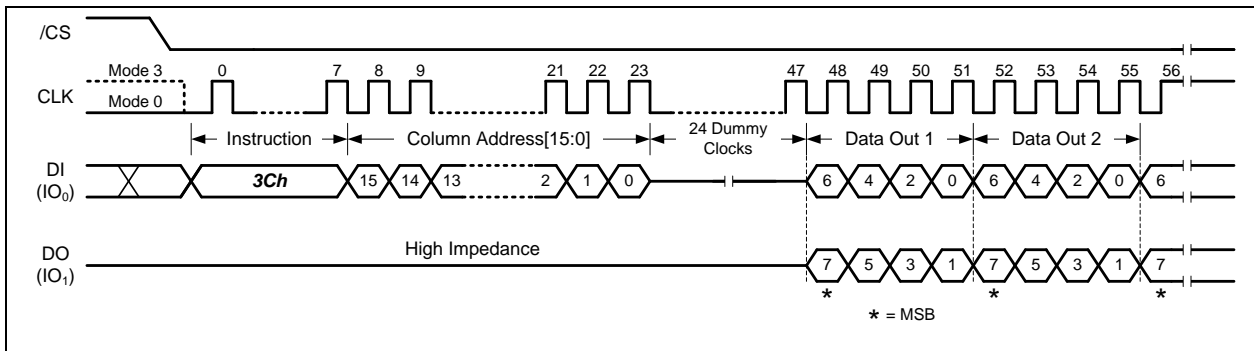 /CS
Mode 3 0 7 8 9 21 22 23 47 48 49 50 51 52 53 54 55 56
CLK Mode 0
Instruction Column Address[15:0] 24 Dummy Clocks Data Out 1 Data Out 2
DI (IO₀) 3Ch 15 14 13 2 1 0 6 4 2 0 6 4 2 0 6
High Impedance
DO (IO₁) 7 5 3 1 7 5 3 1 7
* * *
* = MSB